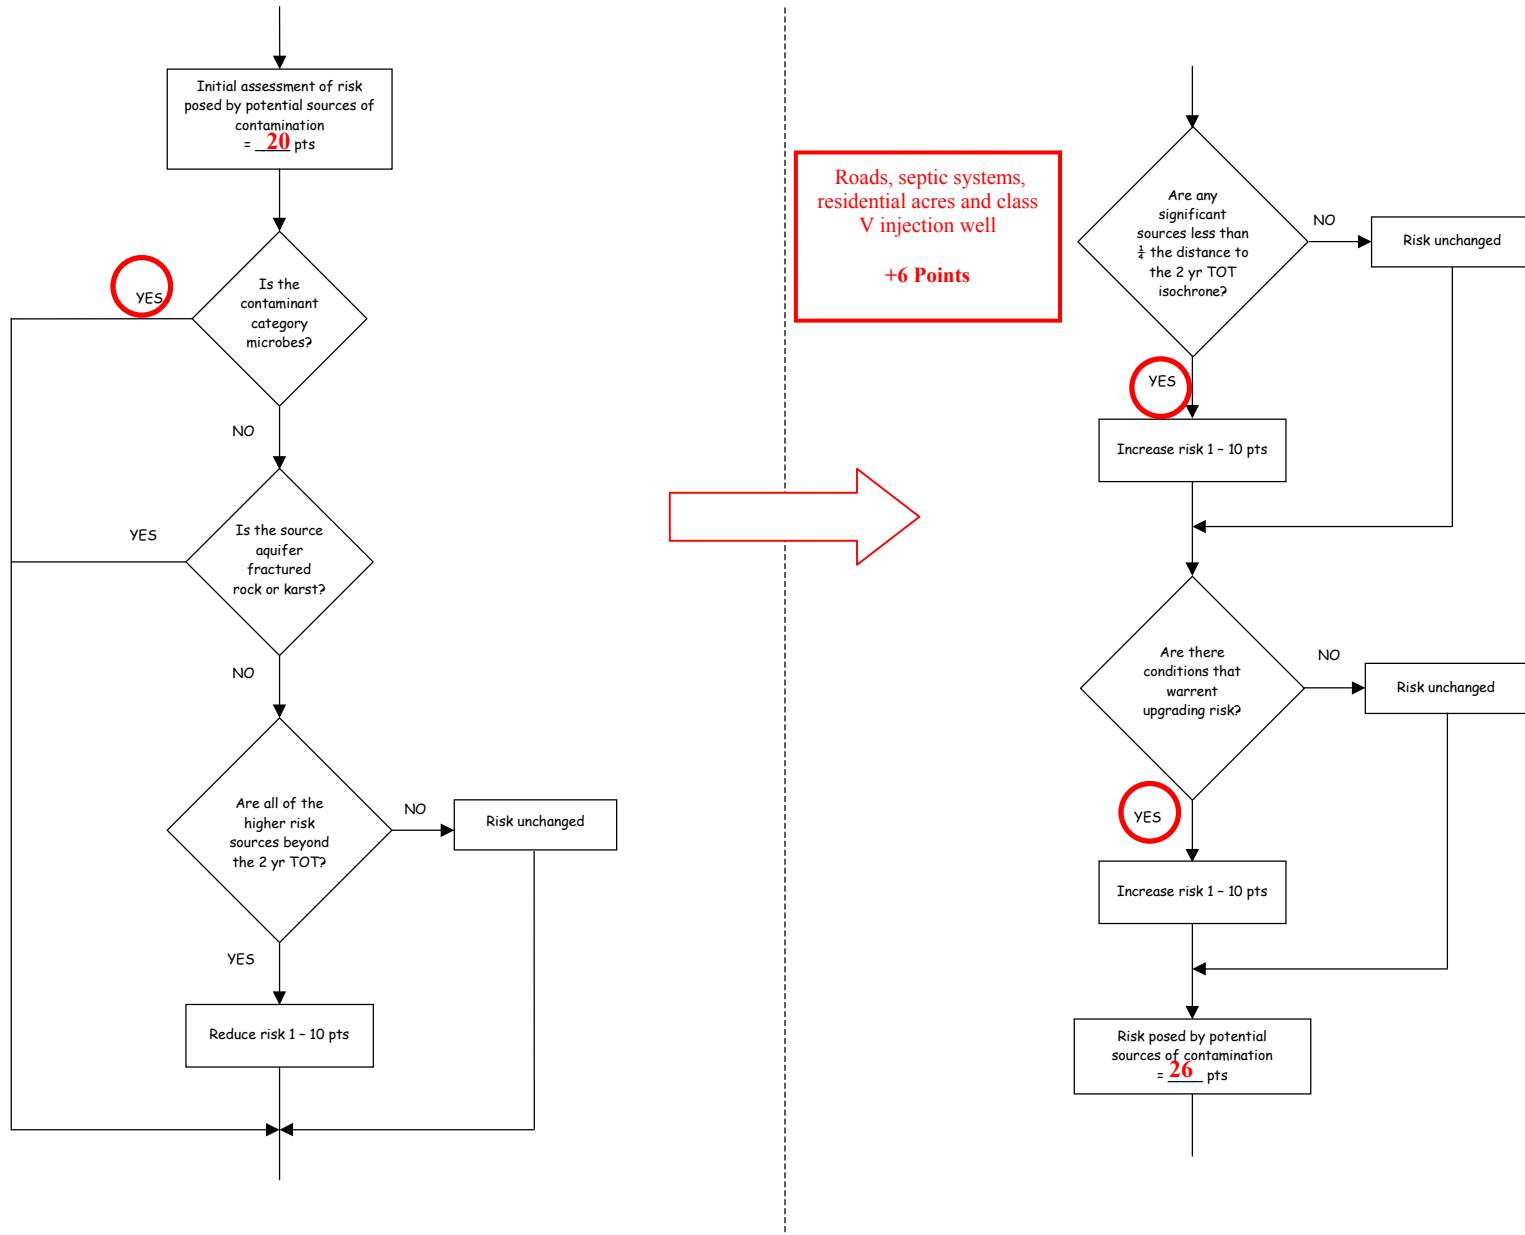 Initial assessment of risk
posed by potential sources of
contamination
= 20 pts
YES
Is the
contaminant
category
microbes?
NO
YES
Is the source
aquifer
fractured
rock or karst?
NO
Are all of the
higher risk
sources beyond
the 2 yr TOT?
NO
Risk unchanged
YES
Reduce risk 1 – 10 pts
Roads, septic systems,
residential acres and class
V injection well
+6 Points
Are any
significant
sources less than
¼ the distance to
the 2 yr TOT
isochrone?
NO
Risk unchanged
YES
Increase risk 1 – 10 pts
Are there
conditions that
warrent
upgrading risk?
NO
Risk unchanged
YES
Increase risk 1 – 10 pts
Risk posed by potential
sources of contamination
= 26 pts